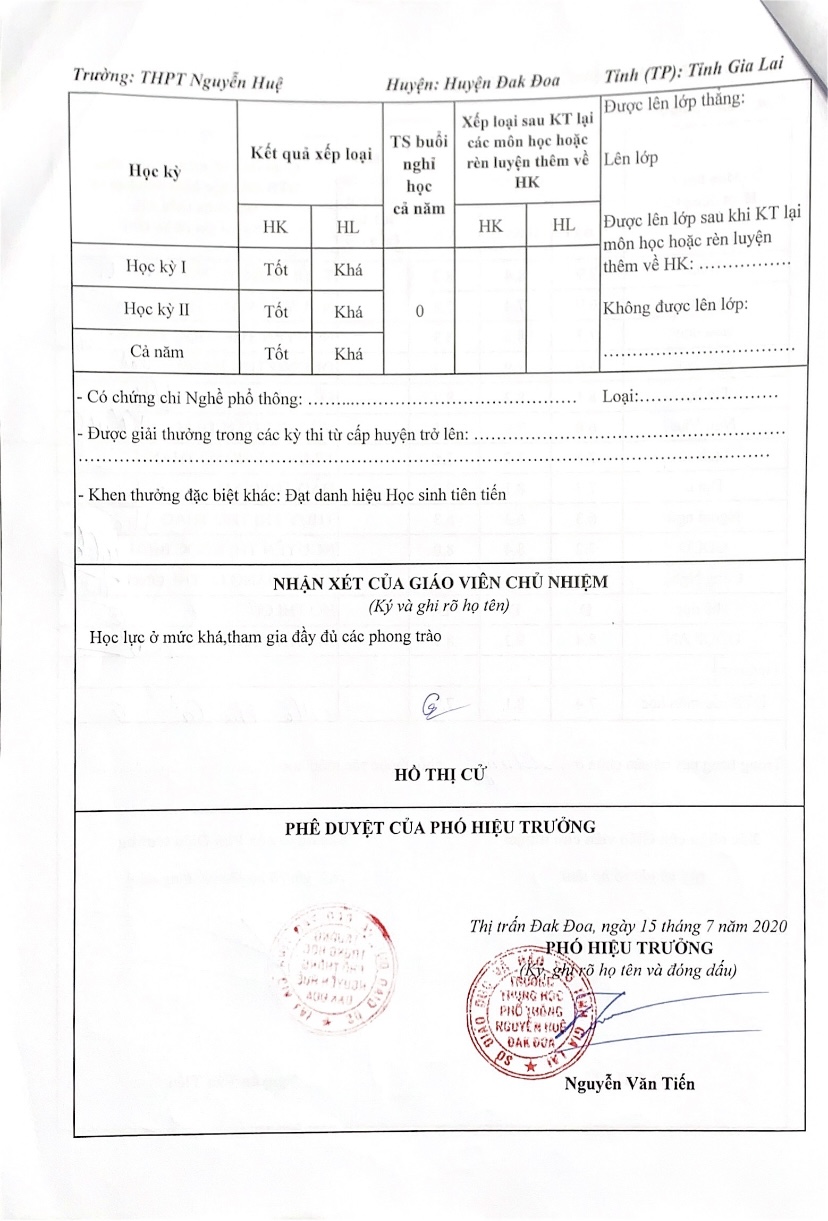 Trường: THPT Nguyễn Huệ Huyện: Huyện Đak Đoa Tỉnh (TP): Tỉnh Gia Lai
Học kỳ
Kết quả xếp loại
TS buổi
nghỉ
học
cả năm
Xếp loại sau KT lại
các môn học hoặc
rèn luyện thêm về
HK
HK HL HK HL
Học kỳ I Tốt Khá
Học kỳ II Tốt Khá 0
Cả năm Tốt Khá
Được lên lớp thẳng:
Lên lớp
Được lên lớp sau khi KT lại
môn học hoặc rèn luyện
thêm về HK: ................
Không được lên lớp:
..................................
- Có chứng chỉ Nghề phổ thông: ................................................ Loại:.........................
- Được giải thưởng trong các kỳ thi từ cấp huyện trở lên: ........................................................
..............................................................................................................................
- Khen thưởng đặc biệt khác: Đạt danh hiệu Học sinh tiên tiến
NHẬN XÉT CỦA GIÁO VIÊN CHỦ NHIỆM
(Ký và ghi rõ họ tên)
Học lực ở mức khá,tham gia đầy đủ các phong trào
HỒ THỊ CỬ
PHÊ DUYỆT CỦA PHÓ HIỆU TRƯỞNG
Thị trấn Đak Đoa, ngày 15 tháng 7 năm 2020
PHÓ HIỆU TRƯỞNG
(Ký, ghi rõ họ tên và đóng dấu)
SỞ GIÁO DỤC VÀ ĐÀO TẠO TỈNH GIA LAI
TRƯỜNG
TRUNG HỌC
PHỔ THÔNG
NGUYỄN HUỆ
ĐAK ĐOA
Nguyễn Văn Tiến